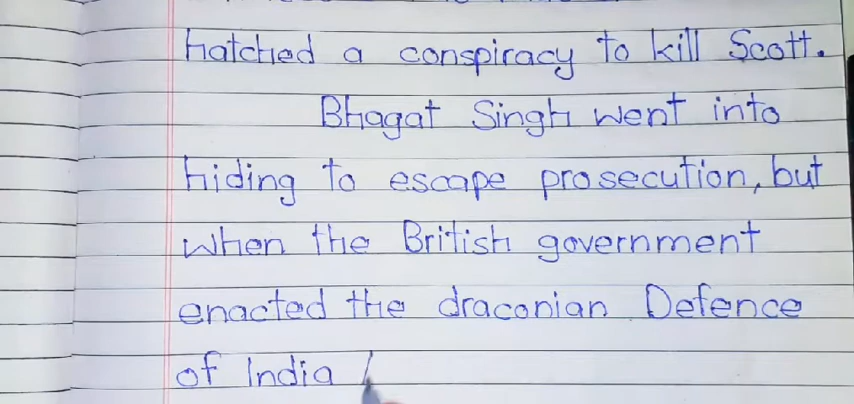 hatched a conspiracy to kill Scott.
Bhagat Singh went into
hiding to escape prosecution, but
when the British government
enacted the draconian Defence
of India